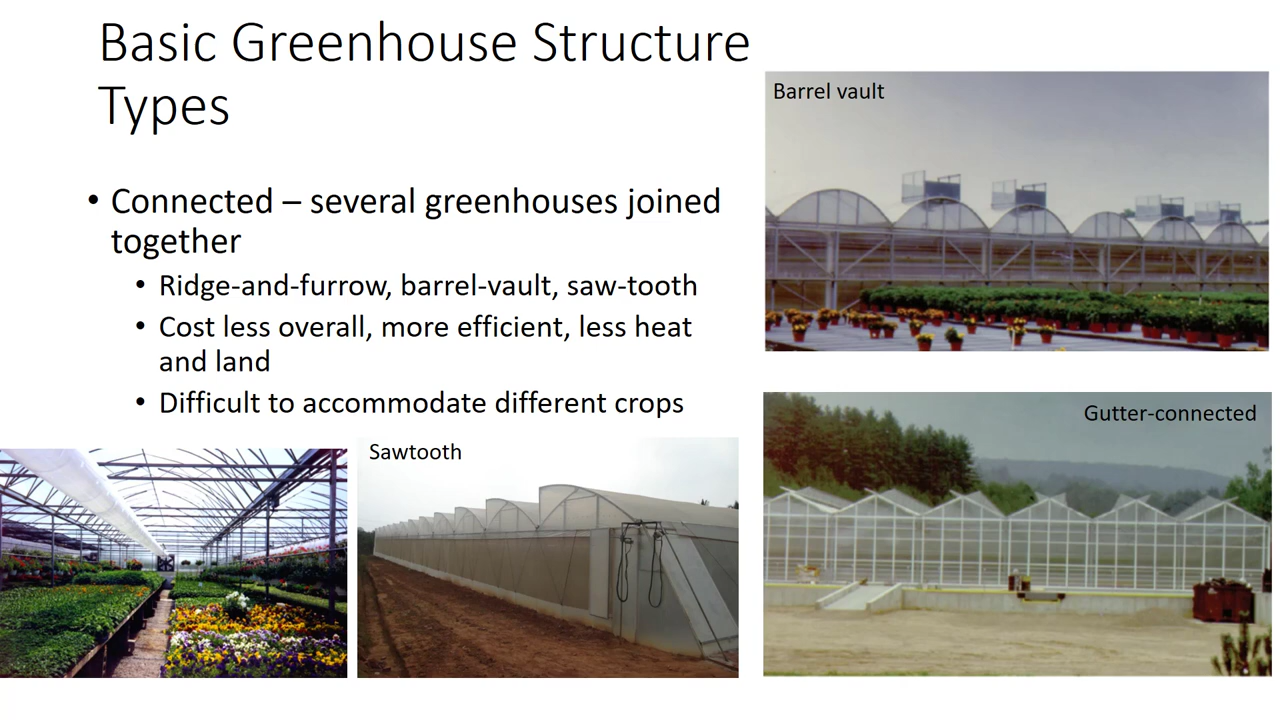 Basic Greenhouse Structure
Types
• Connected – several greenhouses joined
together
• Ridge-and-furrow, barrel-vault, saw-tooth
• Cost less overall, more efficient, less heat
and land
• Difficult to accommodate different crops
Barrel vault
Sawtooth
Gutter-connected